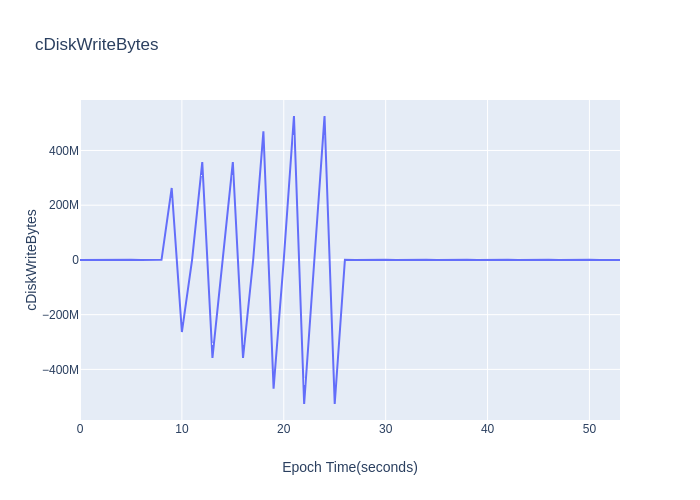 cDiskWriteBytes
400M
200M
0
−200M
−400M
cDiskWriteBytes
0 10 20 30 40 50
Epoch Time(seconds)